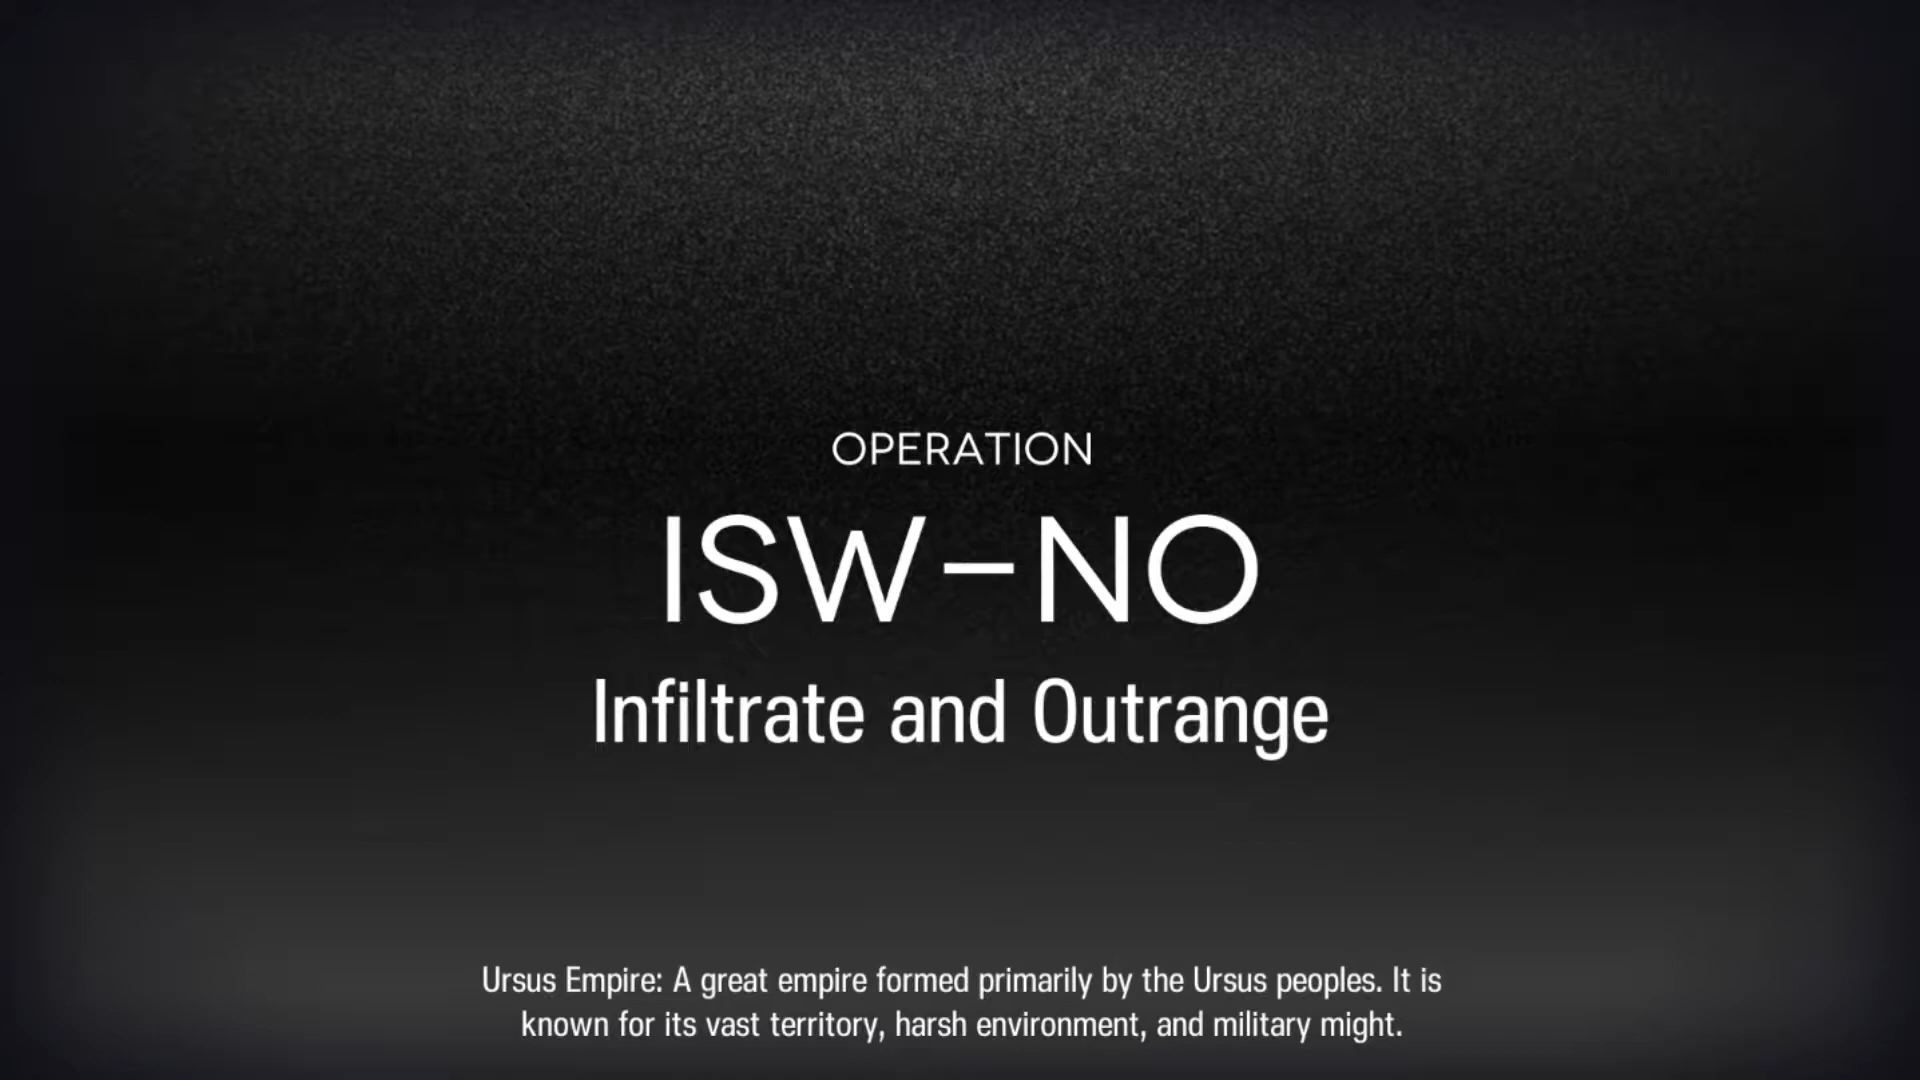 OPERATION
ISW-NO
Infiltrate and Outrange
Ursus Empire: A great empire formed primarily by the Ursus peoples. It is
known for its vast territory, harsh environment, and military might.